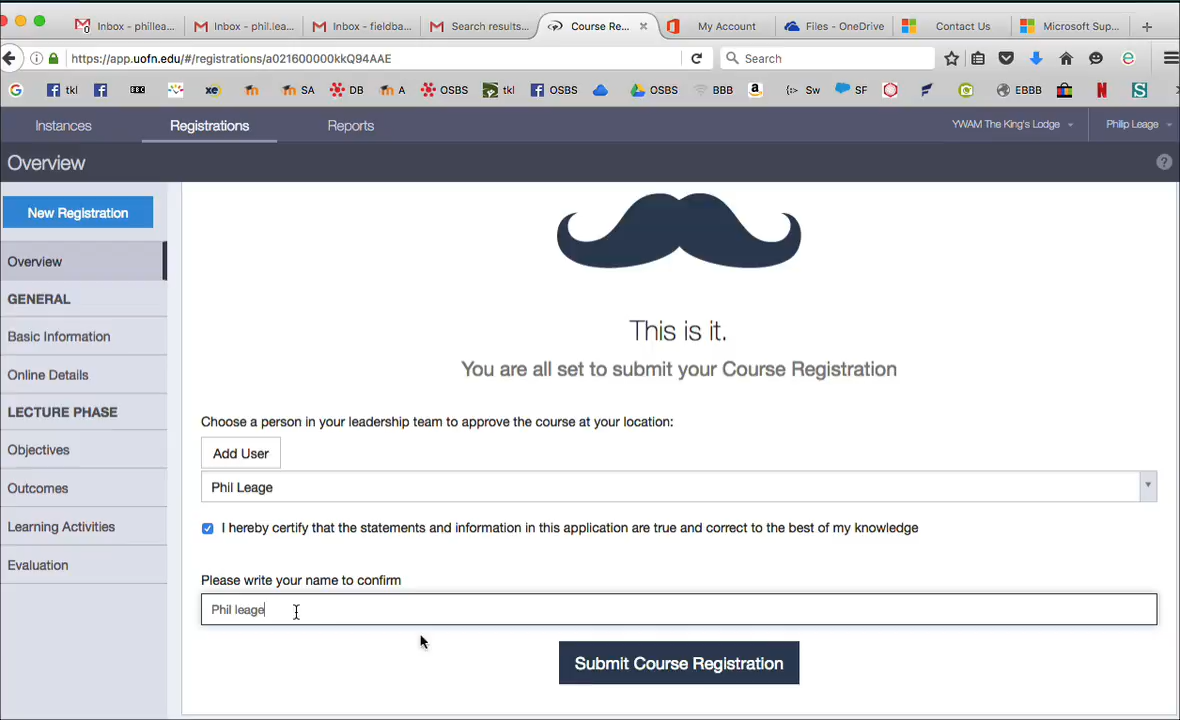 Inbox - phillea...
Inbox - phil.lea...
Inbox - fieldba...
Search results...
Course Re...
My Account
Files - OneDrive
Contact Us
Microsoft Sup...
https://app.uofn.edu/#/registrations/a021600000kkQ94AAE
Search
tkl
BBC
xe
SA
DB
A
OSBS
tkl
OSBS
OSBS
BBB
Sw
SF
EBBB
Instances
Registrations
Reports
YWAM The King's Lodge
Philip Leage
Overview
New Registration
Overview
GENERAL
Basic Information
Online Details
LECTURE PHASE
Objectives
Outcomes
Learning Activities
Evaluation
This is it.
You are all set to submit your Course Registration
Choose a person in your leadership team to approve the course at your location:
Add User
Phil Leage
I hereby certify that the statements and information in this application are true and correct to the best of my knowledge
Please write your name to confirm
Phil leage
Submit Course Registration